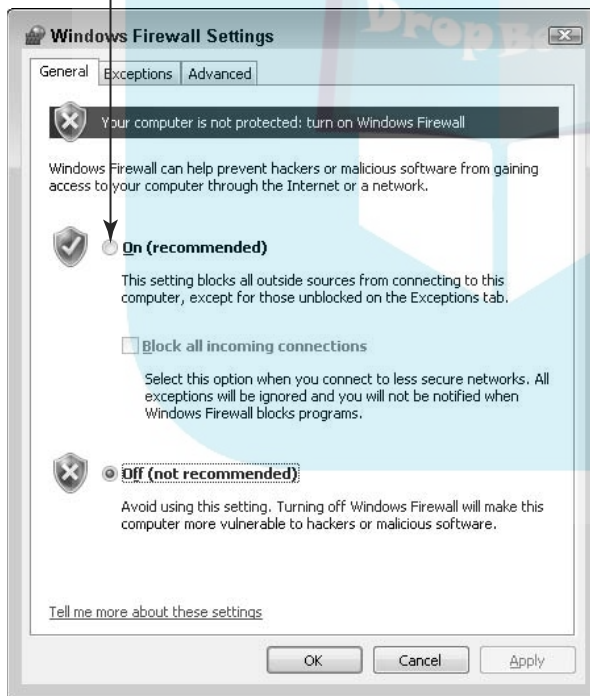 DropBooks
Windows Firewall Settings
General Exceptions Advanced
Your computer is not protected: turn on Windows Firewall
Windows Firewall can help prevent hackers or malicious software from gaining
access to your computer through the Internet or a network.
On (recommended)
This setting blocks all outside sources from connecting to this
computer, except for those unblocked on the Exceptions tab.
Block all incoming connections
Select this option when you connect to less secure networks. All
exceptions will be ignored and you will not be notified when
Windows Firewall blocks programs.
Off (not recommended)
Avoid using this setting. Turning off Windows Firewall will make this
computer more vulnerable to hackers or malicious software.
Tell me more about these settings
OK Cancel Apply